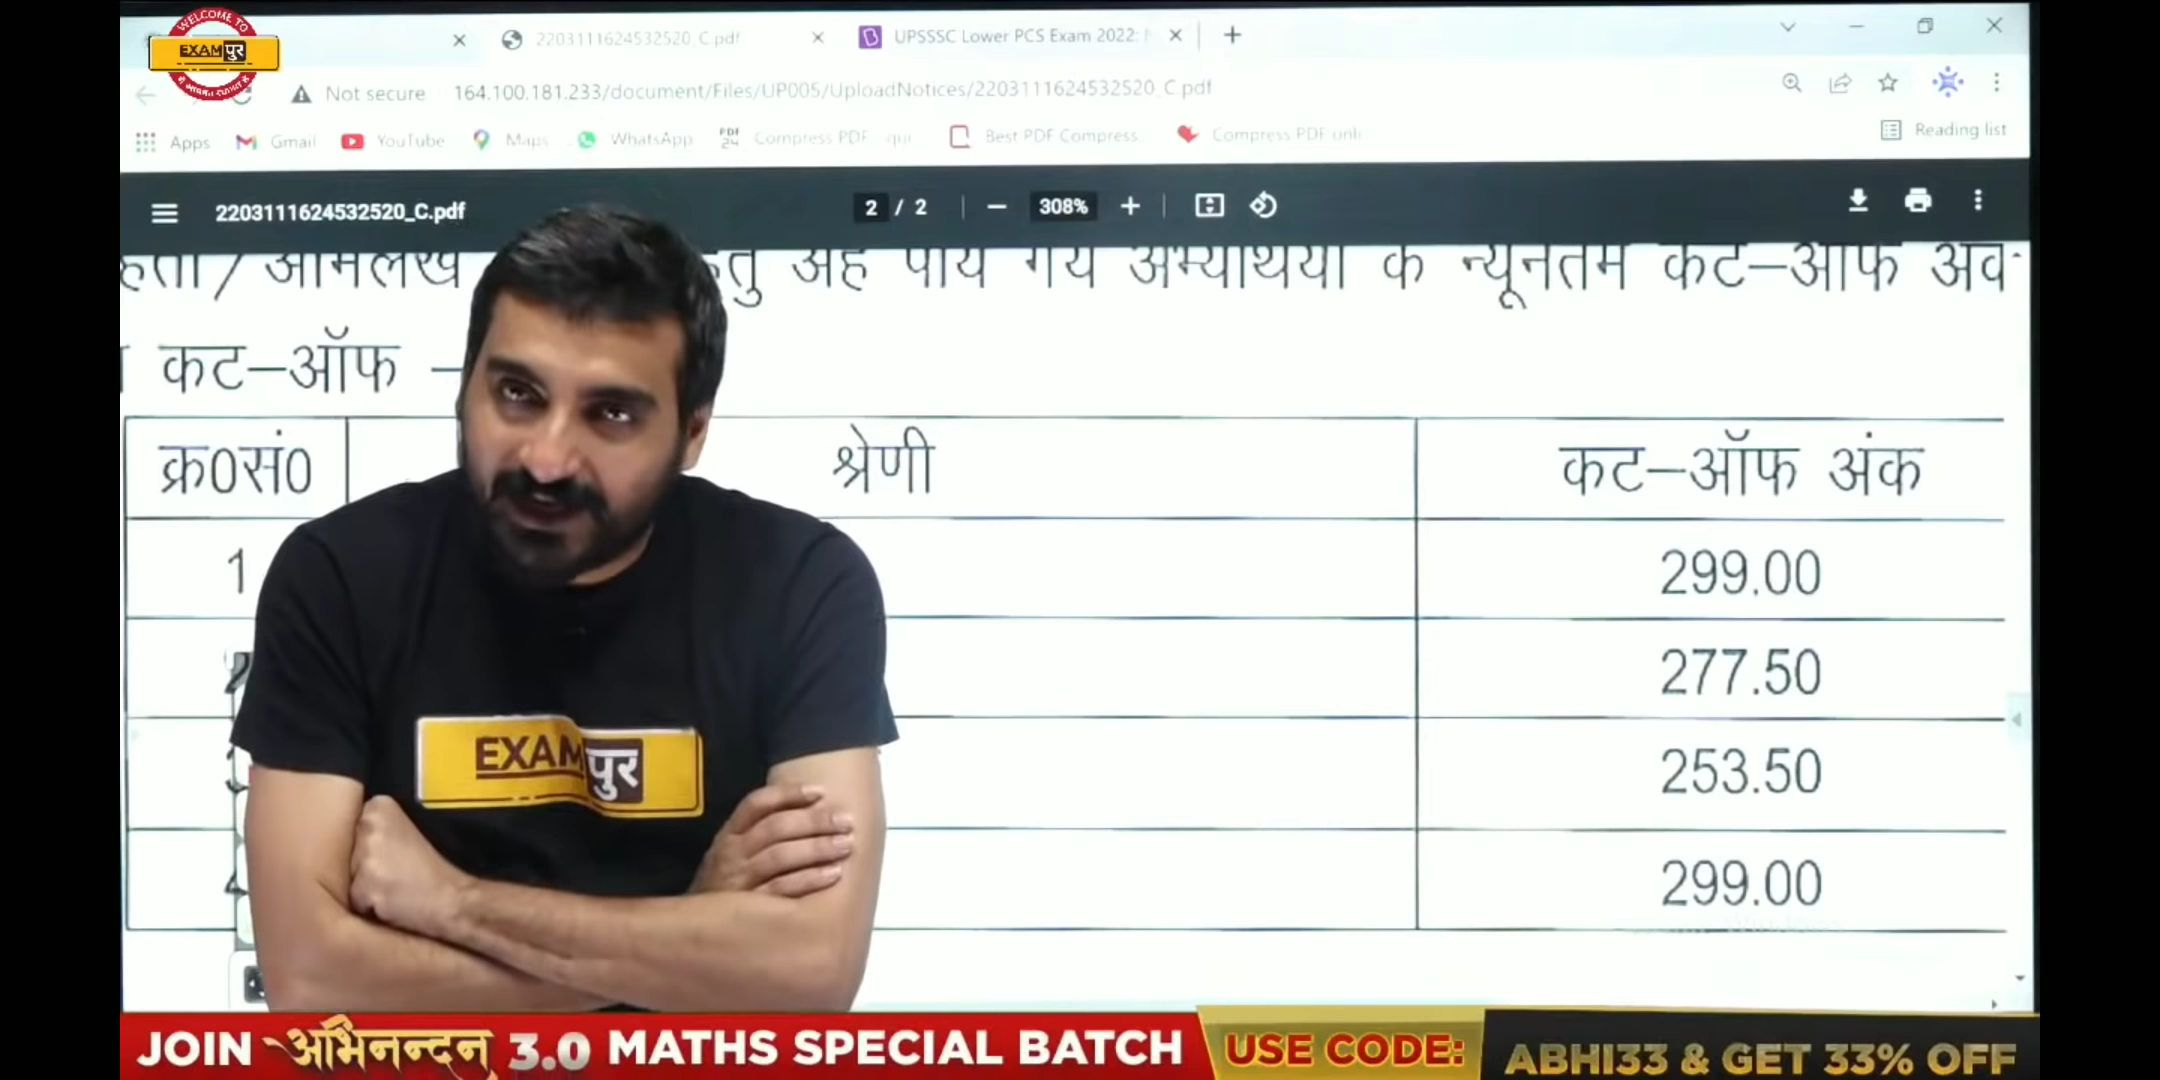 WELCOME TO
EXAMपुर
22031111624532520_C.pdf
UPSSSC Lower PCS Exam 2022:
Not secure 164.100.181.233/document/Files/UP005/UploadNotices/2203111624532520_C.pdf
Apps Gmail YouTube Maps WhatsApp Compress PDF Best PDF Compress Compress PDF Reading list
2203111624532520_C.pdf 2 / 2 308%
अर्ह पाये गये अभ्यर्थियों के न्यूनतम कट–ऑफ
कट–ऑफ –
क्र0सं0 श्रेणी कट–ऑफ अंक
1 299.00
277.50
253.50
299.00
EXAMपुर
JOIN अभिनन्दन 3.0 MATHS SPECIAL BATCH USE CODE: ABHI33 & GET 33% OFF